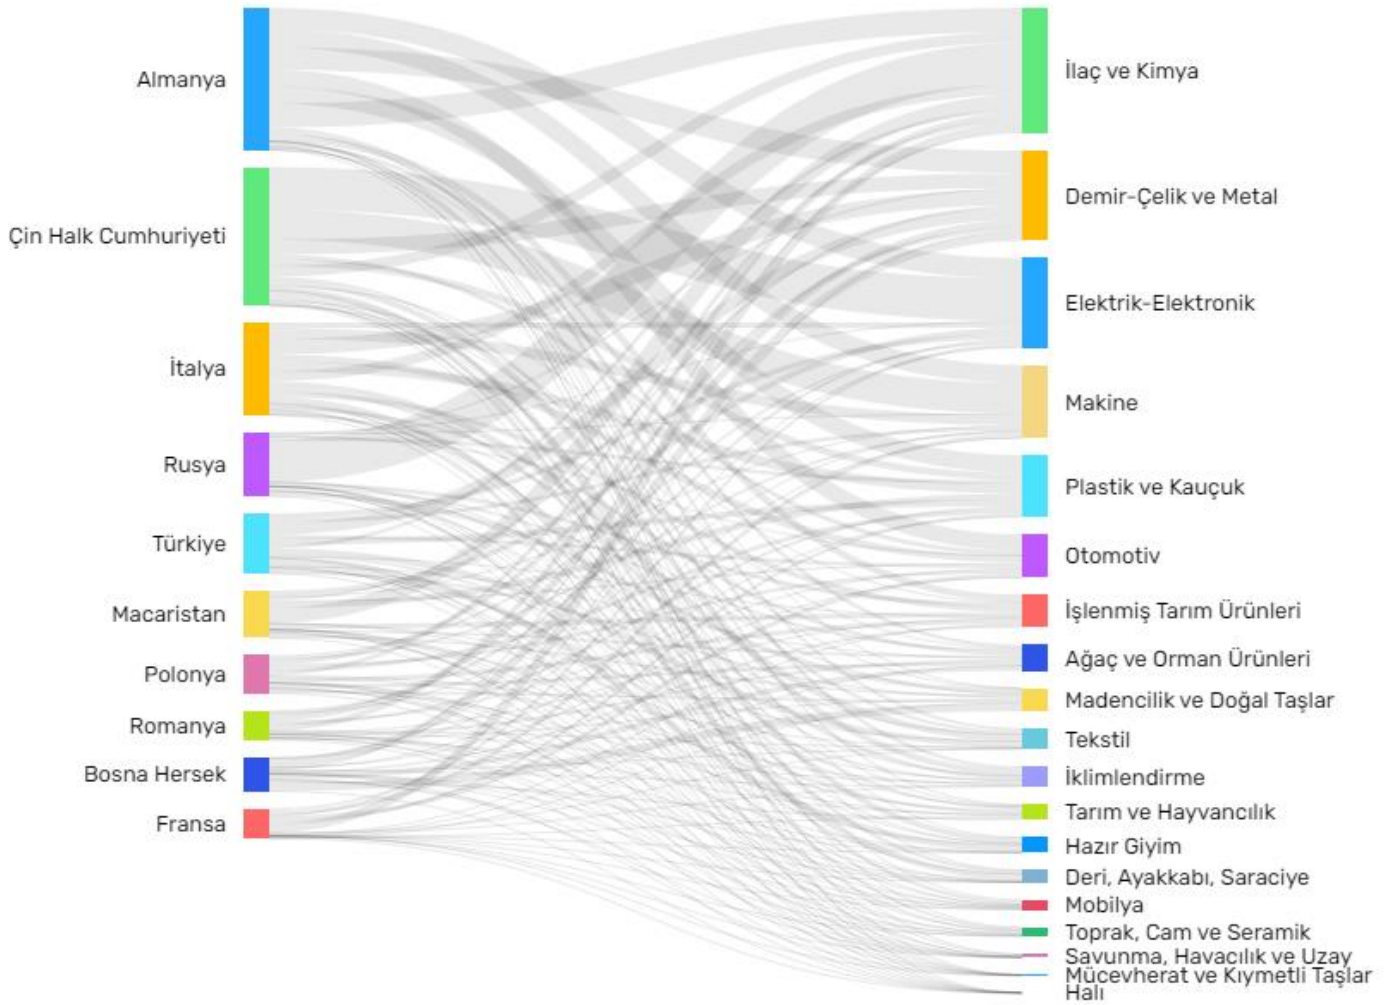 Almanya
Çin Halk Cumhuriyeti
İtalya
Rusya
Türkiye
Macaristan
Polonya
Romanya
Bosna Hersek
Fransa
İlaç ve Kimya
Demir-Çelik ve Metal
Elektrik-Elektronik
Makine
Plastik ve Kauçuk
Otomotiv
İşlenmiş Tarım Ürünleri
Ağaç ve Orman Ürünleri
Madencilik ve Doğal Taşlar
Tekstil
İklimlendirme
Tarım ve Hayvancılık
Hazır Giyim
Deri, Ayakkabı, Saraciye
Mobilya
Toprak, Cam ve Seramik
Savunma, Havacılık ve Uzay
Mücevherat ve Kıymetli Taşlar
Halı